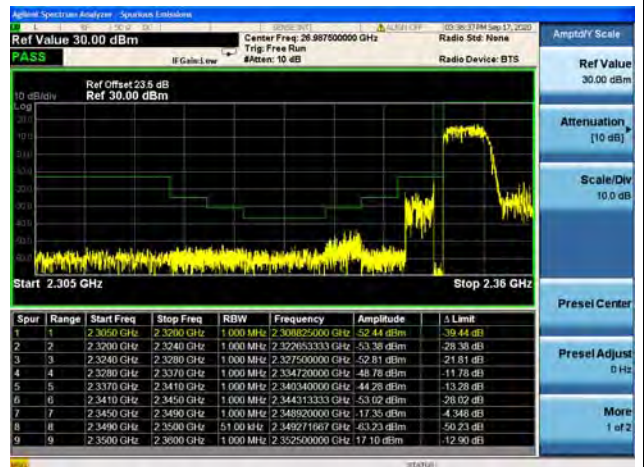 Agilent Spectrum Analyzer - Spurious Emissions
ALIGN OFF 03:36:37 PM Sep 17, 2020
Ref Value 30.00 dBm Center Freq: 26.987500000 GHz Radio Std: None
Trig: Free Run
PASS IFGain:Low #Atten: 10 dB Radio Device: BTS
Ref Offset 23.5 dB
10 dB/div Ref 30.00 dBm
Log
Start 2.305 GHz Stop 2.36 GHz
Spur Range Start Freq Stop Freq RBW Frequency Amplitude Δ Limit
1 1 2.3050 GHz 2.3200 GHz 1.000 MHz 2.308825000 GHz -52.44 dBm -39.44 dB
2 2 2.3200 GHz 2.3240 GHz 1.000 MHz 2.322653333 GHz -53.38 dBm -28.38 dB
3 3 2.3240 GHz 2.3280 GHz 1.000 MHz 2.327500000 GHz -52.81 dBm -21.81 dB
4 4 2.3280 GHz 2.3370 GHz 1.000 MHz 2.334720000 GHz -48.78 dBm -11.78 dB
5 5 2.3370 GHz 2.3410 GHz 1.000 MHz 2.340340000 GHz -44.28 dBm -13.28 dB
6 6 2.3410 GHz 2.3450 GHz 1.000 MHz 2.344313333 GHz -53.02 dBm -28.02 dB
7 7 2.3450 GHz 2.3490 GHz 1.000 MHz 2.348920000 GHz -17.35 dBm -4.348 dB
8 8 2.3490 GHz 2.3500 GHz 51.00 kHz 2.349271667 GHz -63.23 dBm -50.23 dB
9 9 2.3500 GHz 2.3600 GHz 1.000 MHz 2.352500000 GHz 17.10 dBm -12.90 dB
Amptd/Y Scale
Ref Value
30.00 dBm
Attenuation
[10 dB]
Scale/Div
10.0 dB
Presel Center
Presel Adjust
0 Hz
More
1 of 2
MSG STATUS